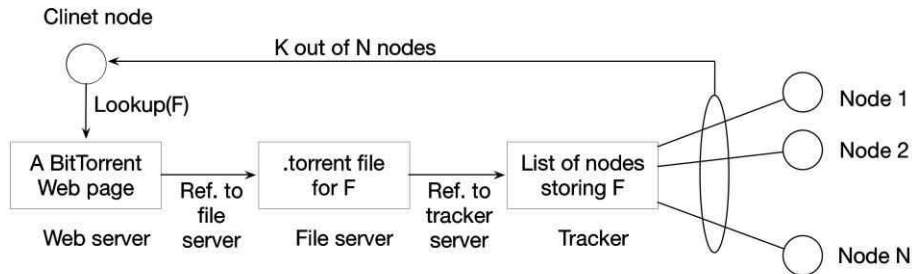 Clinet node
K out of N nodes
Lookup(F)
Node 1
Node 2
A BitTorrent
Web page
Ref. to
file
server
.torrent file
for F
Ref. to
tracker
server
List of nodes
storing F
Web server
File server
Tracker
Node N